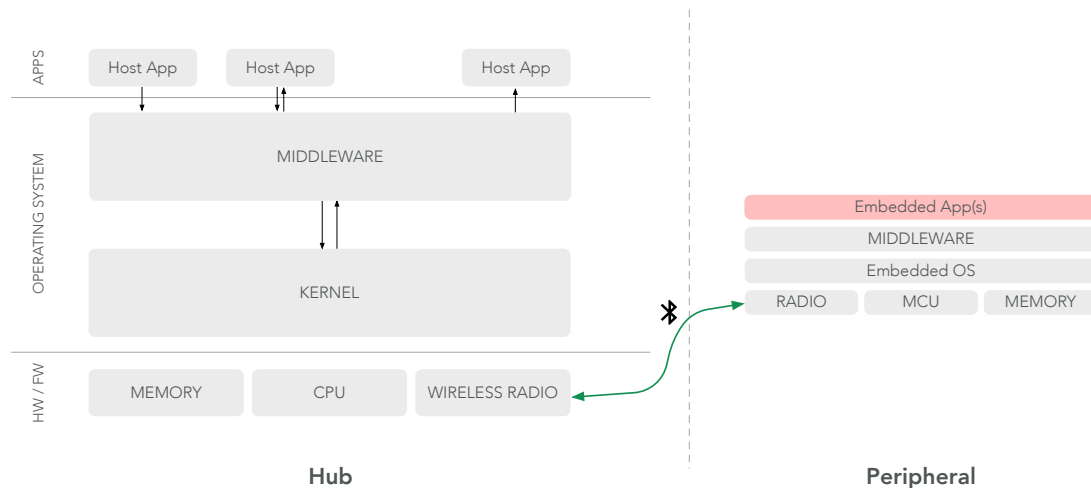 APPS
Host App
Host App
Host App
OPERATING SYSTEM
MIDDLEWARE
KERNEL
HW / FW
MEMORY
CPU
WIRELESS RADIO
Hub
Embedded App(s)
MIDDLEWARE
Embedded OS
RADIO
MCU
MEMORY
Peripheral